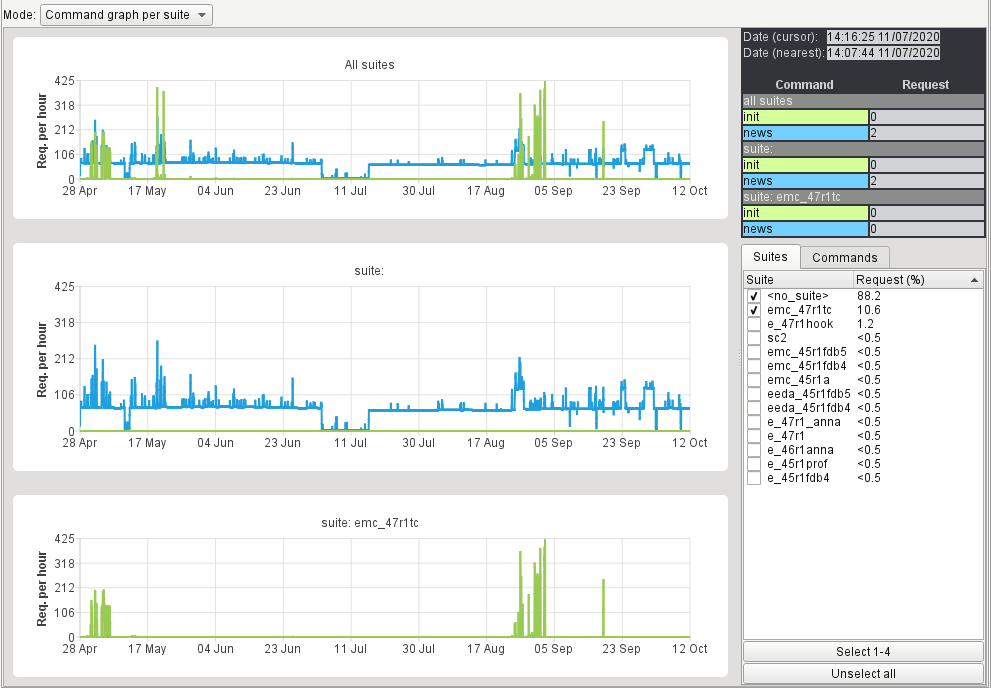 Mode: Command graph per suite
All suites
Req. per hour
425
318
212
106
0
28 Apr 17 May 04 Jun 23 Jun 11 Jul 30 Jul 17 Aug 05 Sep 23 Sep 12 Oct
suite:
Req. per hour
425
318
212
106
0
28 Apr 17 May 04 Jun 23 Jun 11 Jul 30 Jul 17 Aug 05 Sep 23 Sep 12 Oct
suite: emc_47r1tc
Req. per hour
425
318
212
106
0
28 Apr 17 May 04 Jun 23 Jun 11 Jul 30 Jul 17 Aug 05 Sep 23 Sep 12 Oct
Date (cursor): 14:16:25 11/07/2020
Date (nearest): 14:07:44 11/07/2020
Command Request
all suites
init 0
news 2
suite:
init 0
news 2
suite: emc_47r1tc
init 0
news 0
Suites Commands
Suite Request (%)
<no_suite> 88.2
emc_47r1tc 10.6
e_47r1hook 1.2
sc2 <0.5
emc_45r1fdb5 <0.5
emc_45r1fdb4 <0.5
emc_45r1a <0.5
eeda_45r1fdb5 <0.5
eeda_45r1fdb4 <0.5
e_47r1_anna <0.5
e_47r1 <0.5
e_46r1anna <0.5
e_45r1prof <0.5
e_45r1fdb4 <0.5
Select 1-4
Unselect all